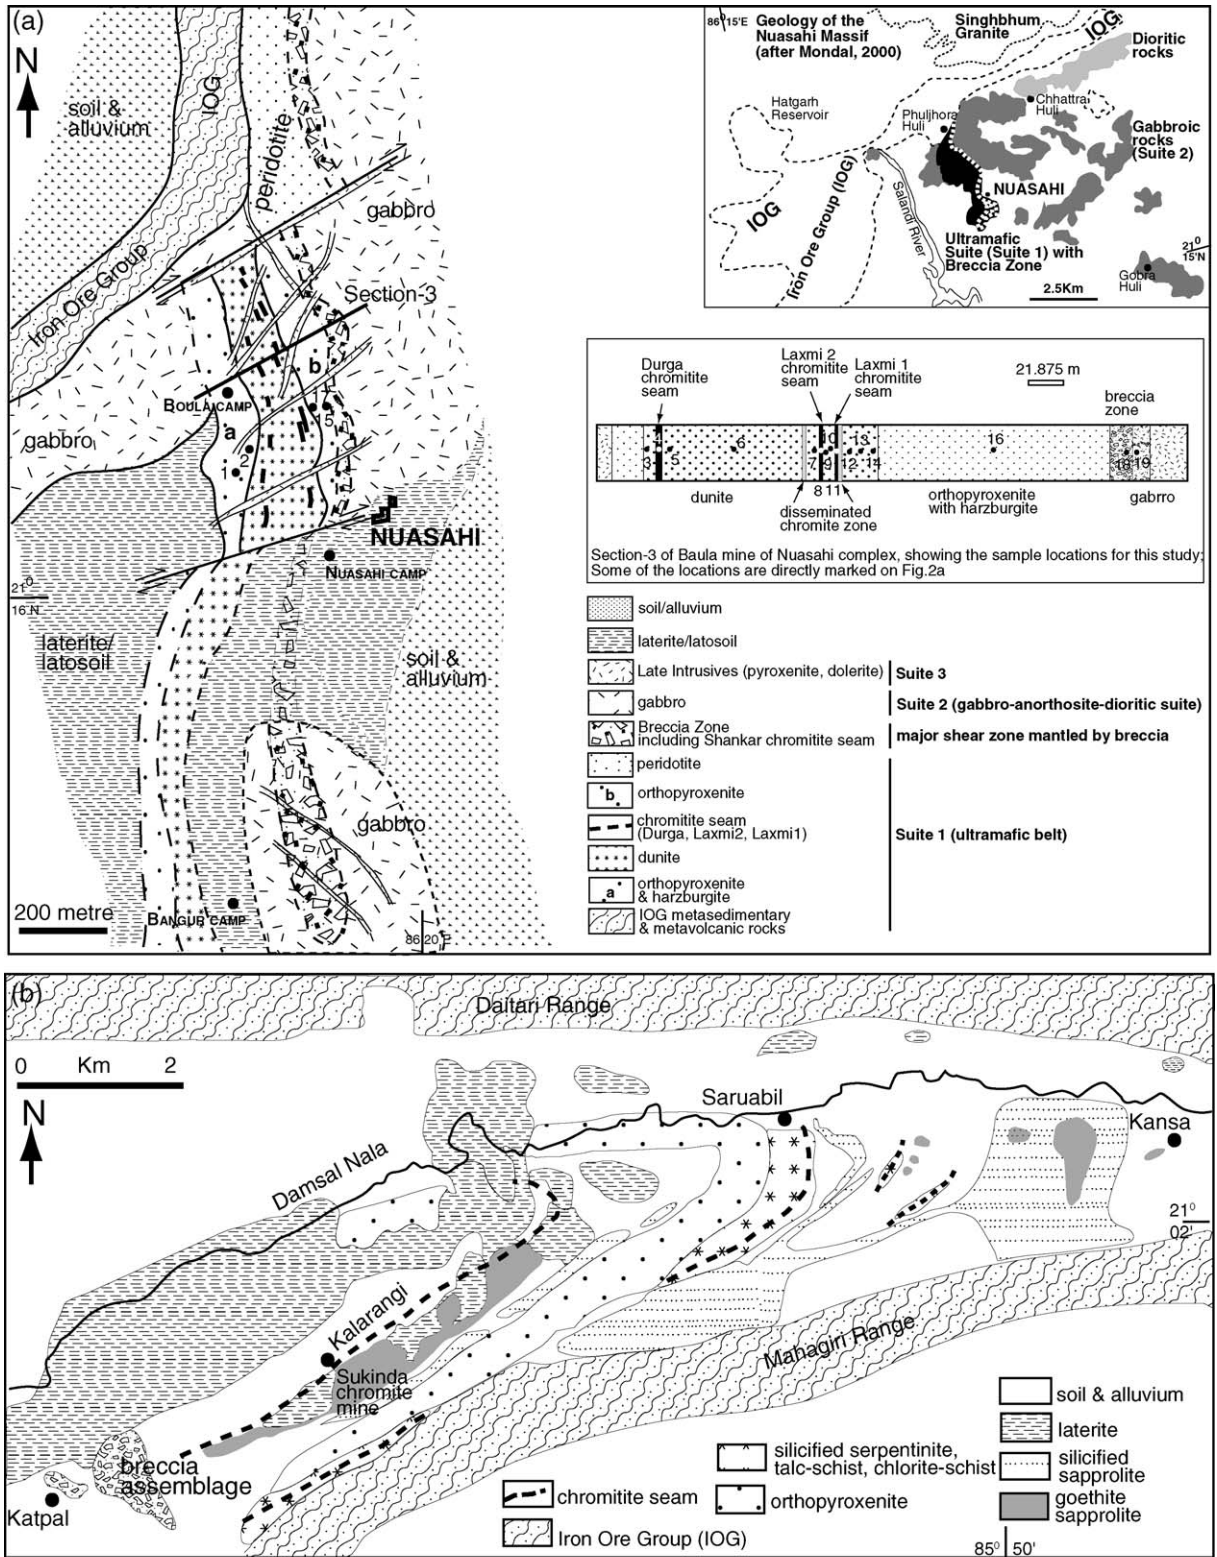 (a)
N
soil &
alluvium
IOG
peridotite
gabbro
Iron Ore Group
Section-3
b
17
15
BOULA CAMP
a
2
1
gabbro
NUASAHI
NUASAHI CAMP
21⁰
16 N
laterite/
latosoil
soil &
alluvium
gabbro
200 metre
BANGUR CAMP
86 20 E
86⁰ 15'E
Geology of the
Nuasahi Massif
(after Mondal, 2000)
Singhbhum
Granite
IOG
Dioritic
rocks
Hatgarh
Reservoir
Phuljhora
Huli
Chhattra
Huli
Gabbroic
rocks
(Suite 2)
NUASAHI
IOG
Iron Ore Group (IOG)
Salandi River
Ultramafic
Suite (Suite 1) with
Breccia Zone
21⁰
15'N
Gobra
Huli
2.5Km
Durga
chromitite
seam
Laxmi 2
chromitite
seam
Laxmi 1
chromitite
seam
21.875 m
breccia
zone
4
3
5
6
7
10
9
13
12
14
16
18
19
8
11
dunite
disseminated
chromite zone
orthopyroxenite
with harzburgite
gabrro
Section-3 of Baula mine of Nuasahi complex, showing the sample locations for this study;
Some of the locations are directly marked on Fig.2a
soil/alluvium
laterite/latosoil
Late Intrusives (pyroxenite, dolerite)
Suite 3
gabbro
Suite 2 (gabbro-anorthosite-dioritic suite)
Breccia Zone
including Shankar chromitite seam
major shear zone mantled by breccia
peridotite
b
orthopyroxenite
chromitite seam
(Durga, Laxmi2, Laxmi1)
Suite 1 (ultramafic belt)
dunite
a
orthopyroxenite
& harzburgite
IOG metasedimentary
& metavolcanic rocks
(b)
Daitari Range
0 Km 2
N
Saruabil
Kansa
Damsal Nala
21⁰
02'
Kalarangi
Sukinda
chromite
mine
Mahagiri Range
breccia
assemblage
Katpal
soil & alluvium
laterite
silicified serpentinite,
talc-schist, chlorite-schist
silicified
sapprolite
chromitite seam
orthopyroxenite
goethite
sapprolite
Iron Ore Group (IOG)
85⁰ 50'